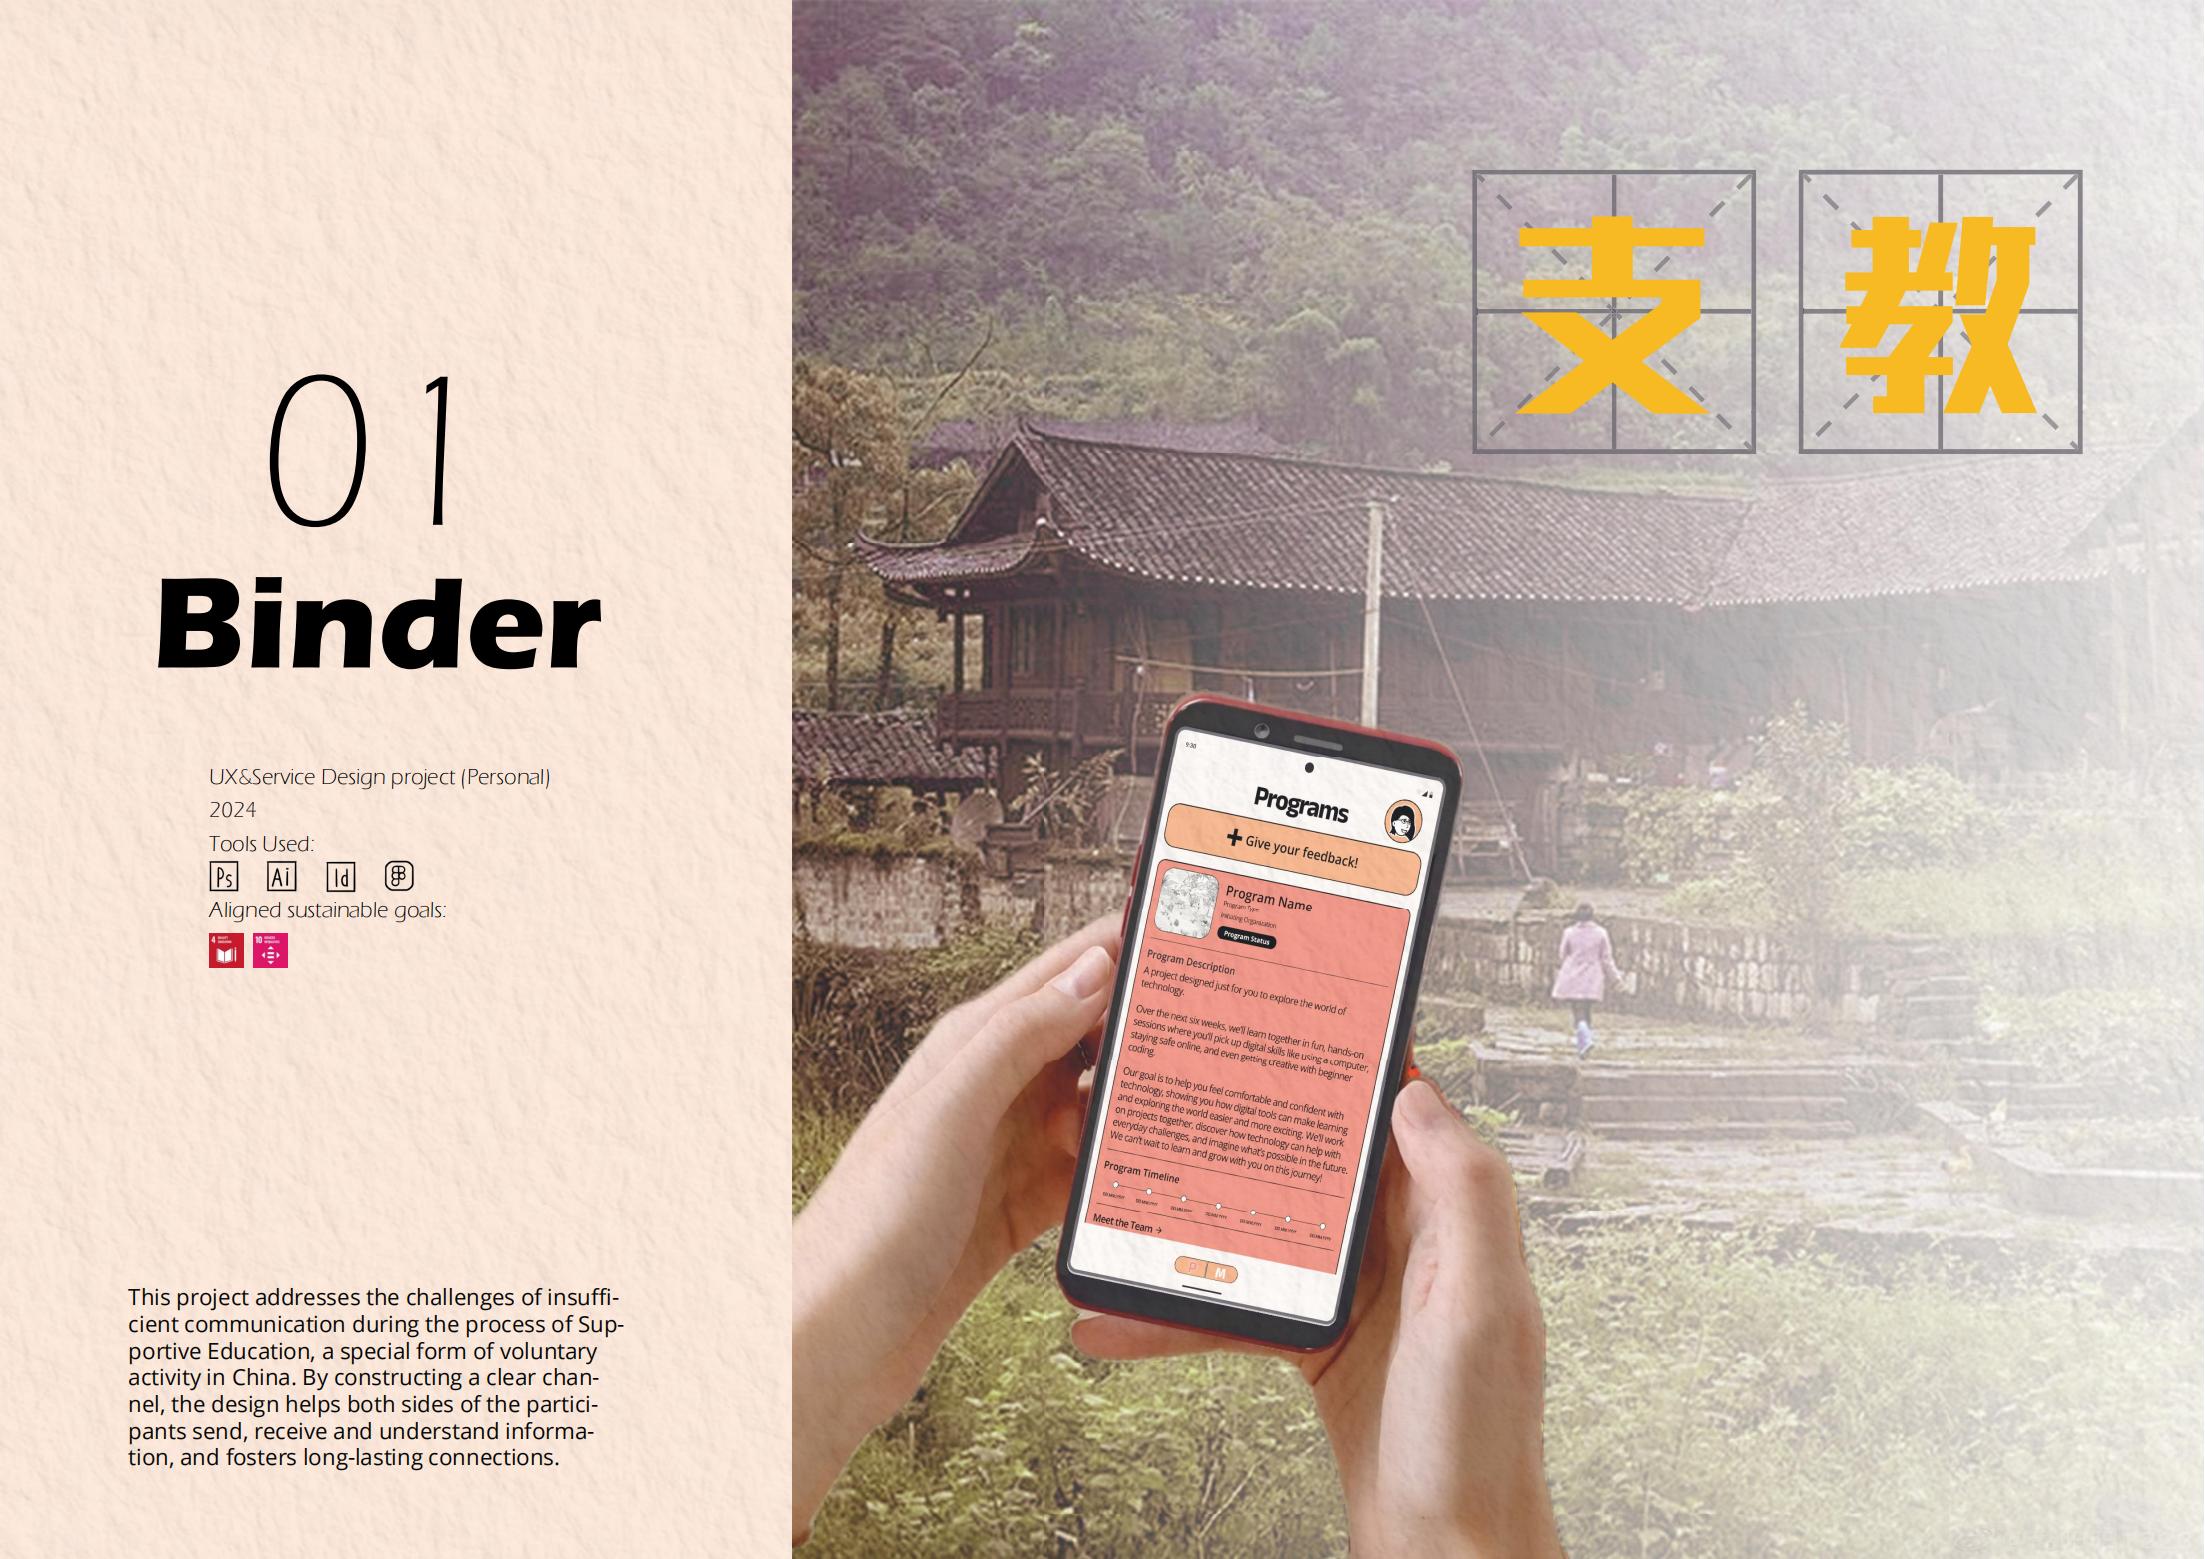 01
Binder
UX&Service Design project (Personal)
2024
Tools Used:
Ps Ai Id
Aligned sustainable goals:
4
10
This project addresses the challenges of insuffi-
cient communication during the process of Sup-
portive Education, a special form of voluntary
activity in China. By constructing a clear chan-
nel, the design helps both sides of the partici-
pants send, receive and understand informa-
tion, and fosters long-lasting connections.
支教
9:30
Programs
+ Give your feedback!
Program Name
Program Type
Initiating Organization
Program Status
Program Description
A project designed just for you to explore the world of
technology.
Over the next six weeks, we'll learn together in fun, hands-on
sessions where you'll pick up digital skills like using a computer,
staying safe online, and even getting creative with beginner
coding.
Our goal is to help you feel comfortable and confident with
technology, showing you how digital tools can make learning
and exploring the world easier and more exciting. We'll work
on projects together, discover how technology can help with
everyday challenges, and imagine what's possible in the future.
We can't wait to learn and grow with you on this journey!
Program Timeline
Meet the Team →
P M